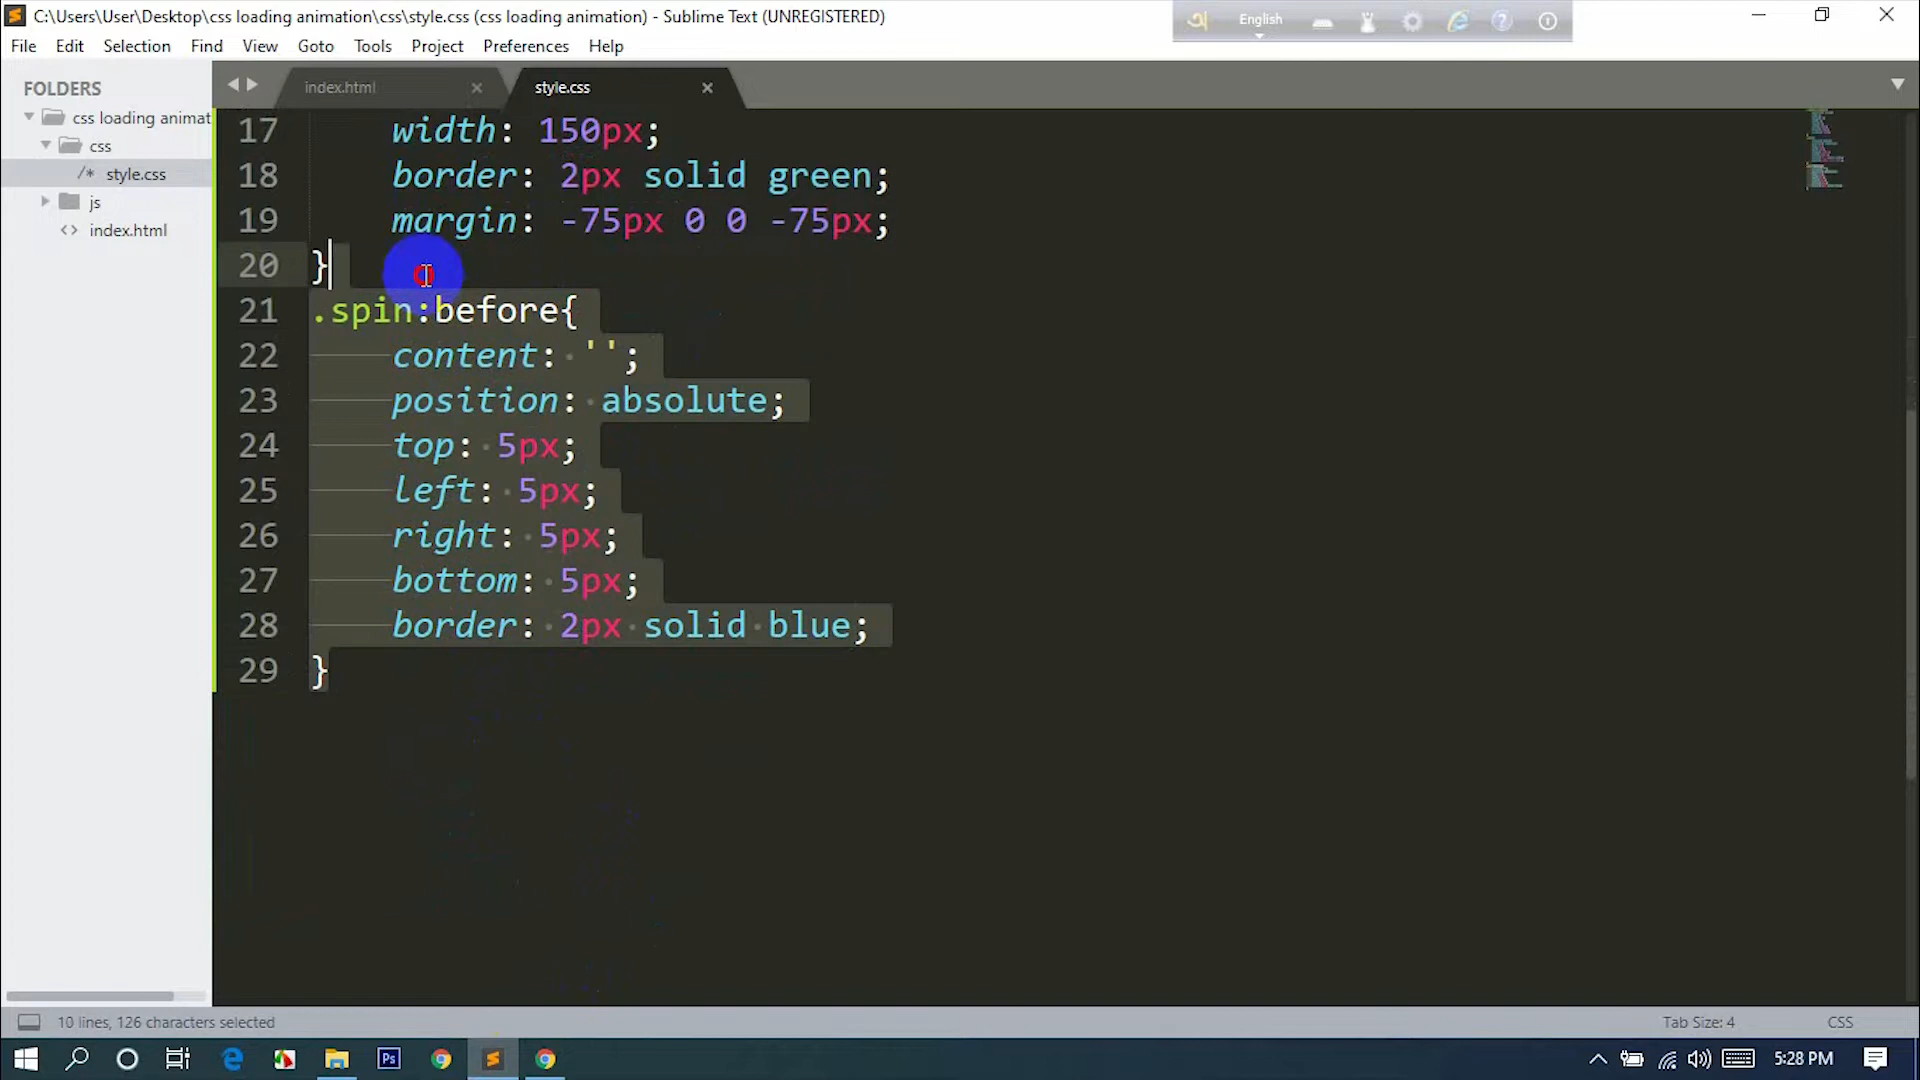 C:\Users\User\Desktop\css loading animation\css\style.css (css loading animation) - Sublime Text (UNREGISTERED)
English
File Edit Selection Find View Goto Tools Project Preferences Help
FOLDERS
css loading animat
css
/* style.css
js
<> index.html
index.html
style.css
17 width: 150px;
18 border: 2px solid green;
19 margin: -75px 0 0 -75px;
20 }
21 .spin:before{
22 content: '';
23 position: absolute;
24 top: 5px;
25 left: 5px;
26 right: 5px;
27 bottom: 5px;
28 border: 2px solid blue;
29 }
10 lines, 126 characters selected
Tab Size: 4
CSS
Ps
5:28 PM